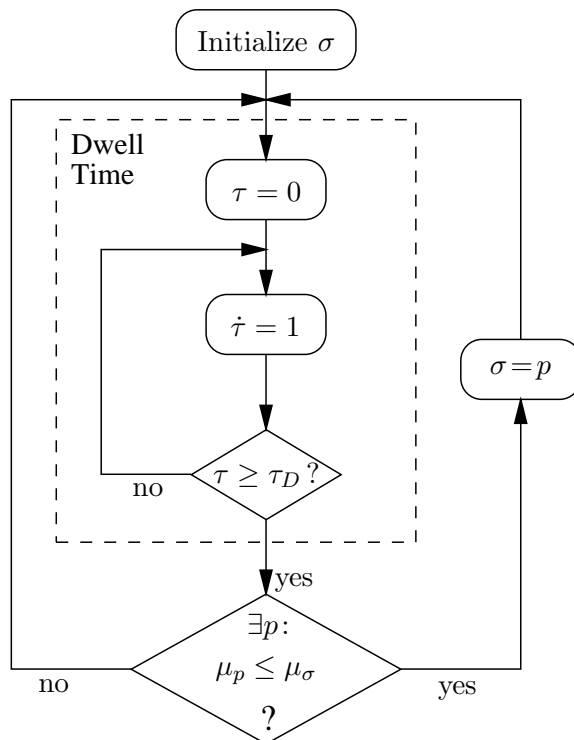 Initialize σ
Dwell
Time
τ = 0
τ̇ = 1
σ = p
τ ≥ τ_D ?
no
yes
∃p:
μ_p ≤ μ_σ
?
no
yes